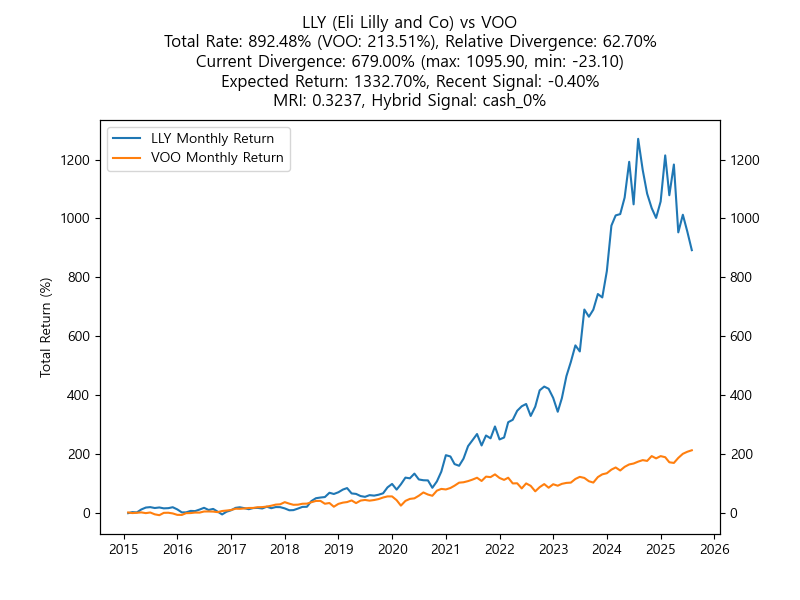 LLY (Eli Lilly and Co) vs VOO
Total Rate: 892.48% (VOO: 213.51%), Relative Divergence: 62.70%
Current Divergence: 679.00% (max: 1095.90, min: -23.10)
Expected Return: 1332.70%, Recent Signal: -0.40%
MRI: 0.3237, Hybrid Signal: cash_0%
LLY Monthly Return
VOO Monthly Return
Total Return (%)
1200
1000
800
600
400
200
0
1200
1000
800
600
400
200
0
2015 2016 2017 2018 2019 2020 2021 2022 2023 2024 2025 2026